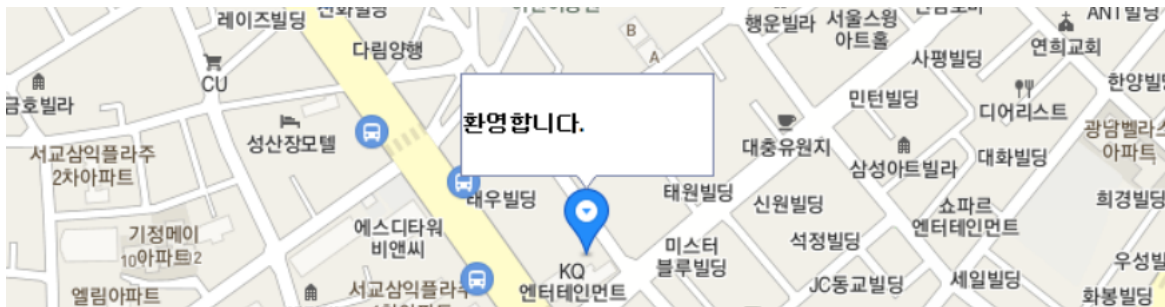 레이즈빌딩
행운빌라
서울스윙
아트홀
ANT빌딩
연희교회
다림양행
사평빌딩
B
A
CU
금호빌라
한양빌
민턴빌딩
디어리스트
환영합니다.
성산장모텔
대충유원지
광남벨라스
아파트
서교삼익플라주
2차아파트
삼성아트빌라
대화빌딩
태우빌딩
태원빌딩
신원빌딩
희경빌딩
쇼파르
엔터테인먼트
에스디타워
비앤씨
기정메이
10아파트2
미스터
블루빌딩
석정빌딩
KQ
엔터테인먼트
우성빌
JC동교빌딩
세일빌딩
엘림아파트
서교삼익플라주
화봉빌딩